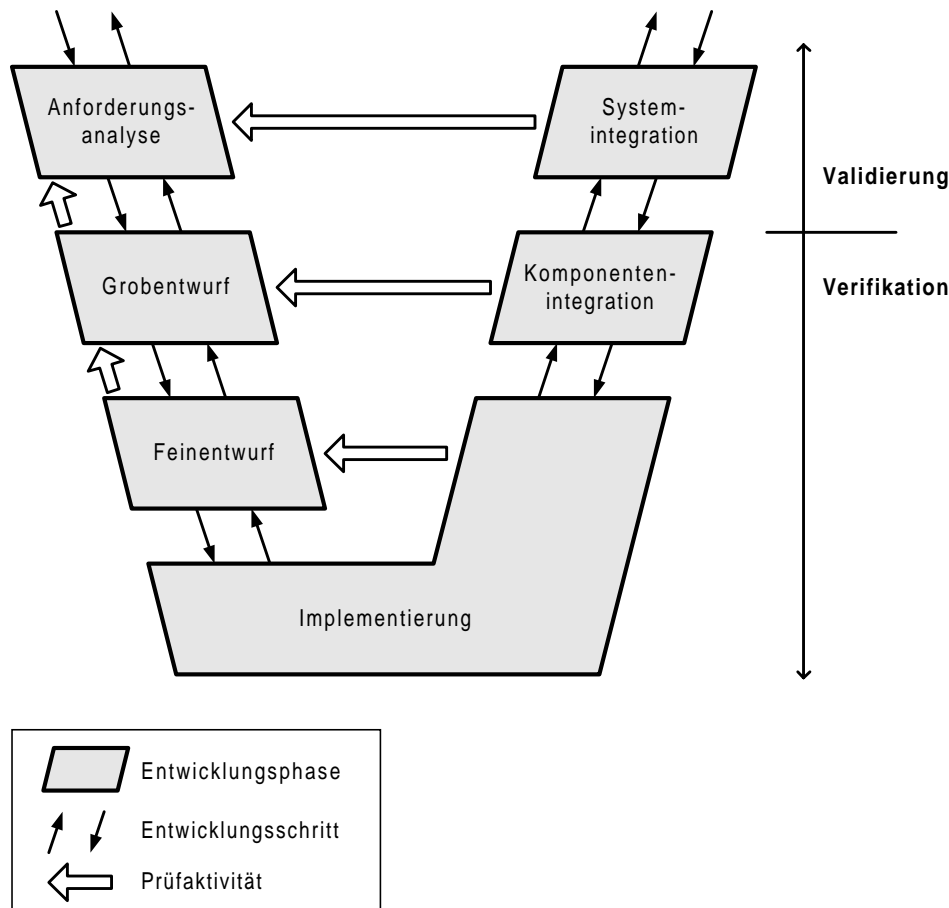 Anforderungs-
analyse
System-
integration
Validierung
Grobentwurf
Komponenten-
integration
Verifikation
Feinentwurf
Implementierung
Entwicklungsphase
Entwicklungsschritt
Prüfaktivität